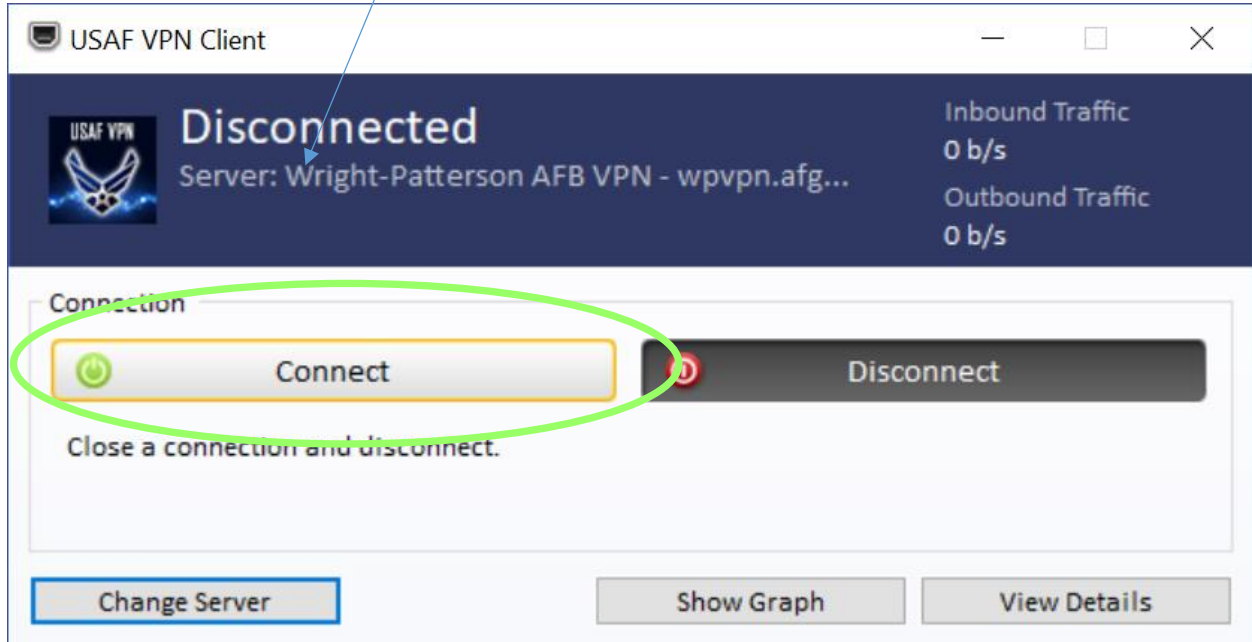 USAF VPN Client
USAF VPN
Disconnected
Server: Wright-Patterson AFB VPN - wpvpn.afg...
Inbound Traffic
0 b/s
Outbound Traffic
0 b/s
Connection
Connect
Disconnect
Close a connection and disconnect.
Change Server
Show Graph
View Details